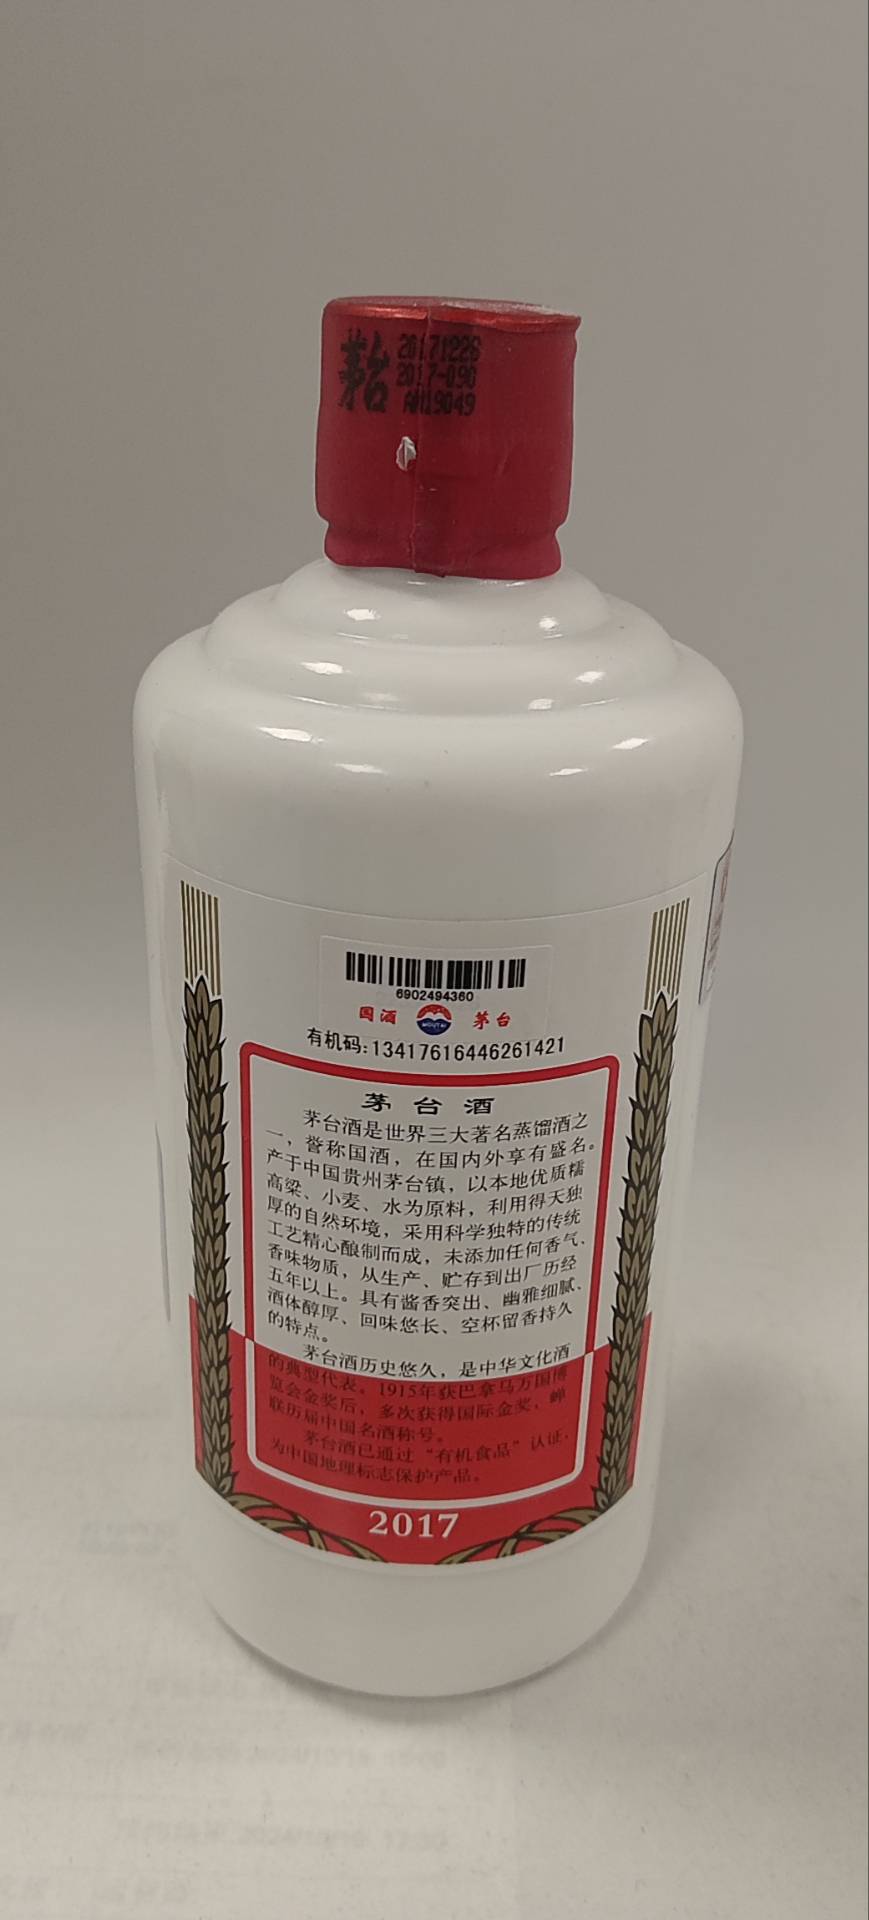 茅台
20171226
2017-090
AH19049
6902494360
国酒 MOUTAI 茅台
有机码:13417616446261421
茅台酒
茅台酒是世界三大著名蒸馏酒之
一，誉称国酒，在国内外享有盛名。
产于中国贵州茅台镇，以本地优质糯
高粱、小麦、水为原料，利用得天独
厚的自然环境，采用科学独特的传统
工艺精心酿制而成，未添加任何香气、
香味物质，从生产、贮存到出厂历经
五年以上。具有酱香突出、幽雅细腻、
酒体醇厚、回味悠长、空杯留香持久
的特点。
茅台酒历史悠久，是中华文化酒
的典型代表。1915年获巴拿马万国博
览会金奖后，多次获得国际金奖，蝉
联历届中国名酒称号。
茅台酒已通过“有机食品”认证，
为中国地理标志保护产品。
2017